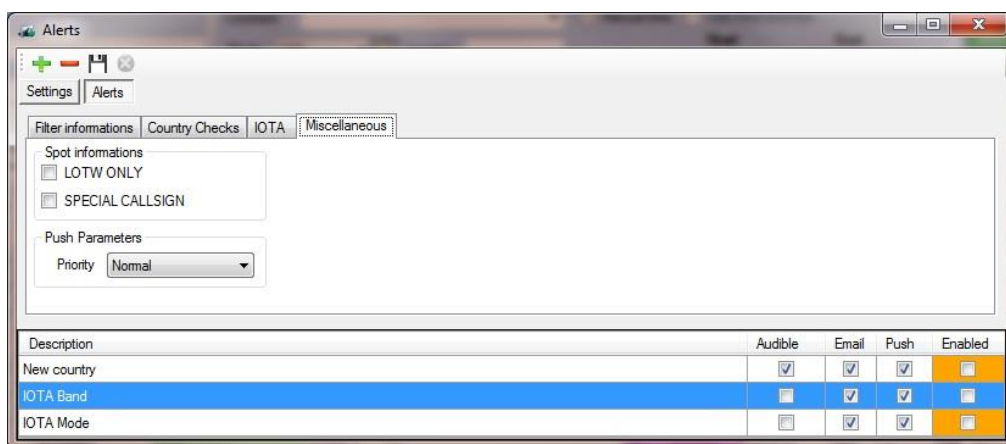 Alerts
Settings Alerts
Filter informations Country Checks IOTA Miscellaneous
Spot informations
LOTW ONLY
SPECIAL CALLSIGN
Push Parameters
Priority Normal
Description Audible Email Push Enabled
New country
IOTA Band
IOTA Mode